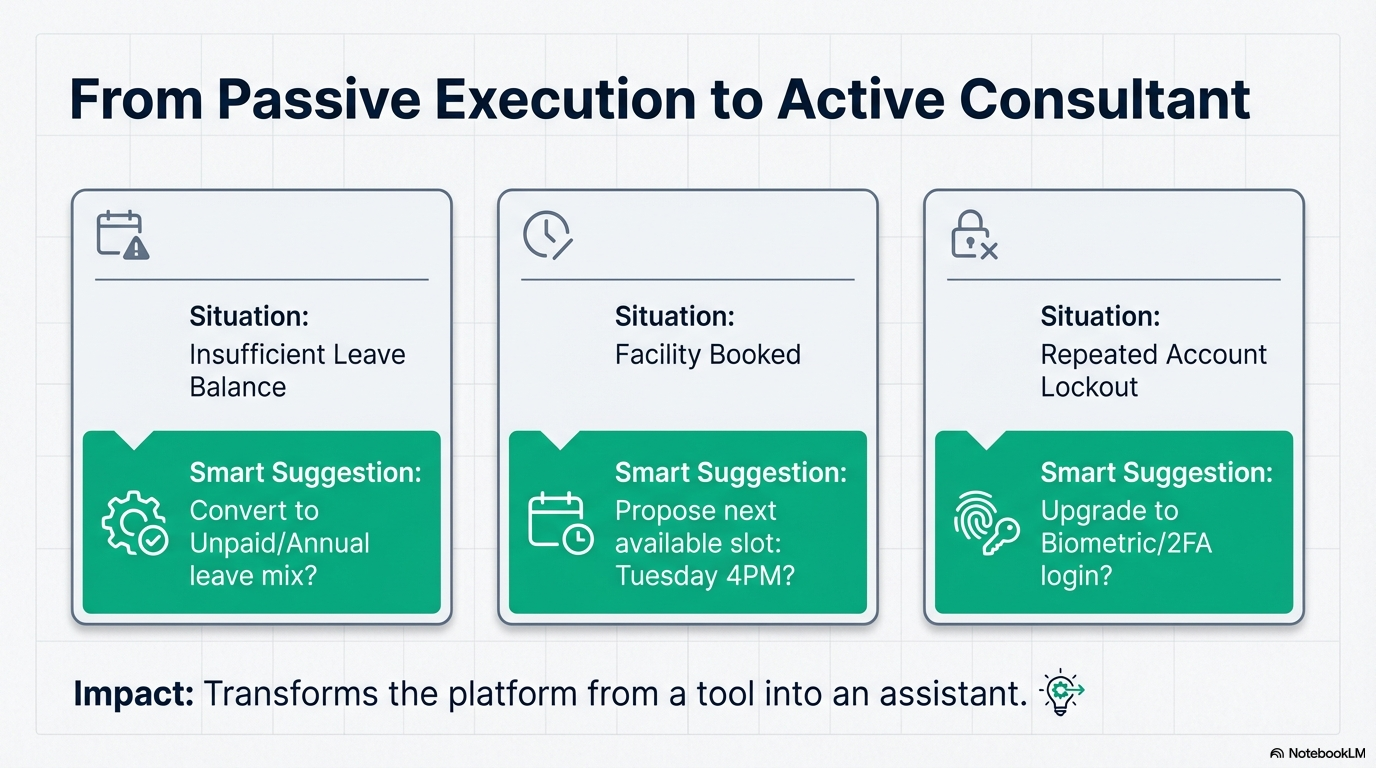 From Passive Execution to Active Consultant
Situation:
Insufficient Leave
Balance
Smart Suggestion:
Convert to
Unpaid/Annual
leave mix?
Situation:
Facility Booked
Smart Suggestion:
Propose next
available slot:
Tuesday 4PM?
Situation:
Repeated Account
Lockout
Smart Suggestion:
Upgrade to
Biometric/2FA
login?
Impact: Transforms the platform from a tool into an assistant.
NotebookLM